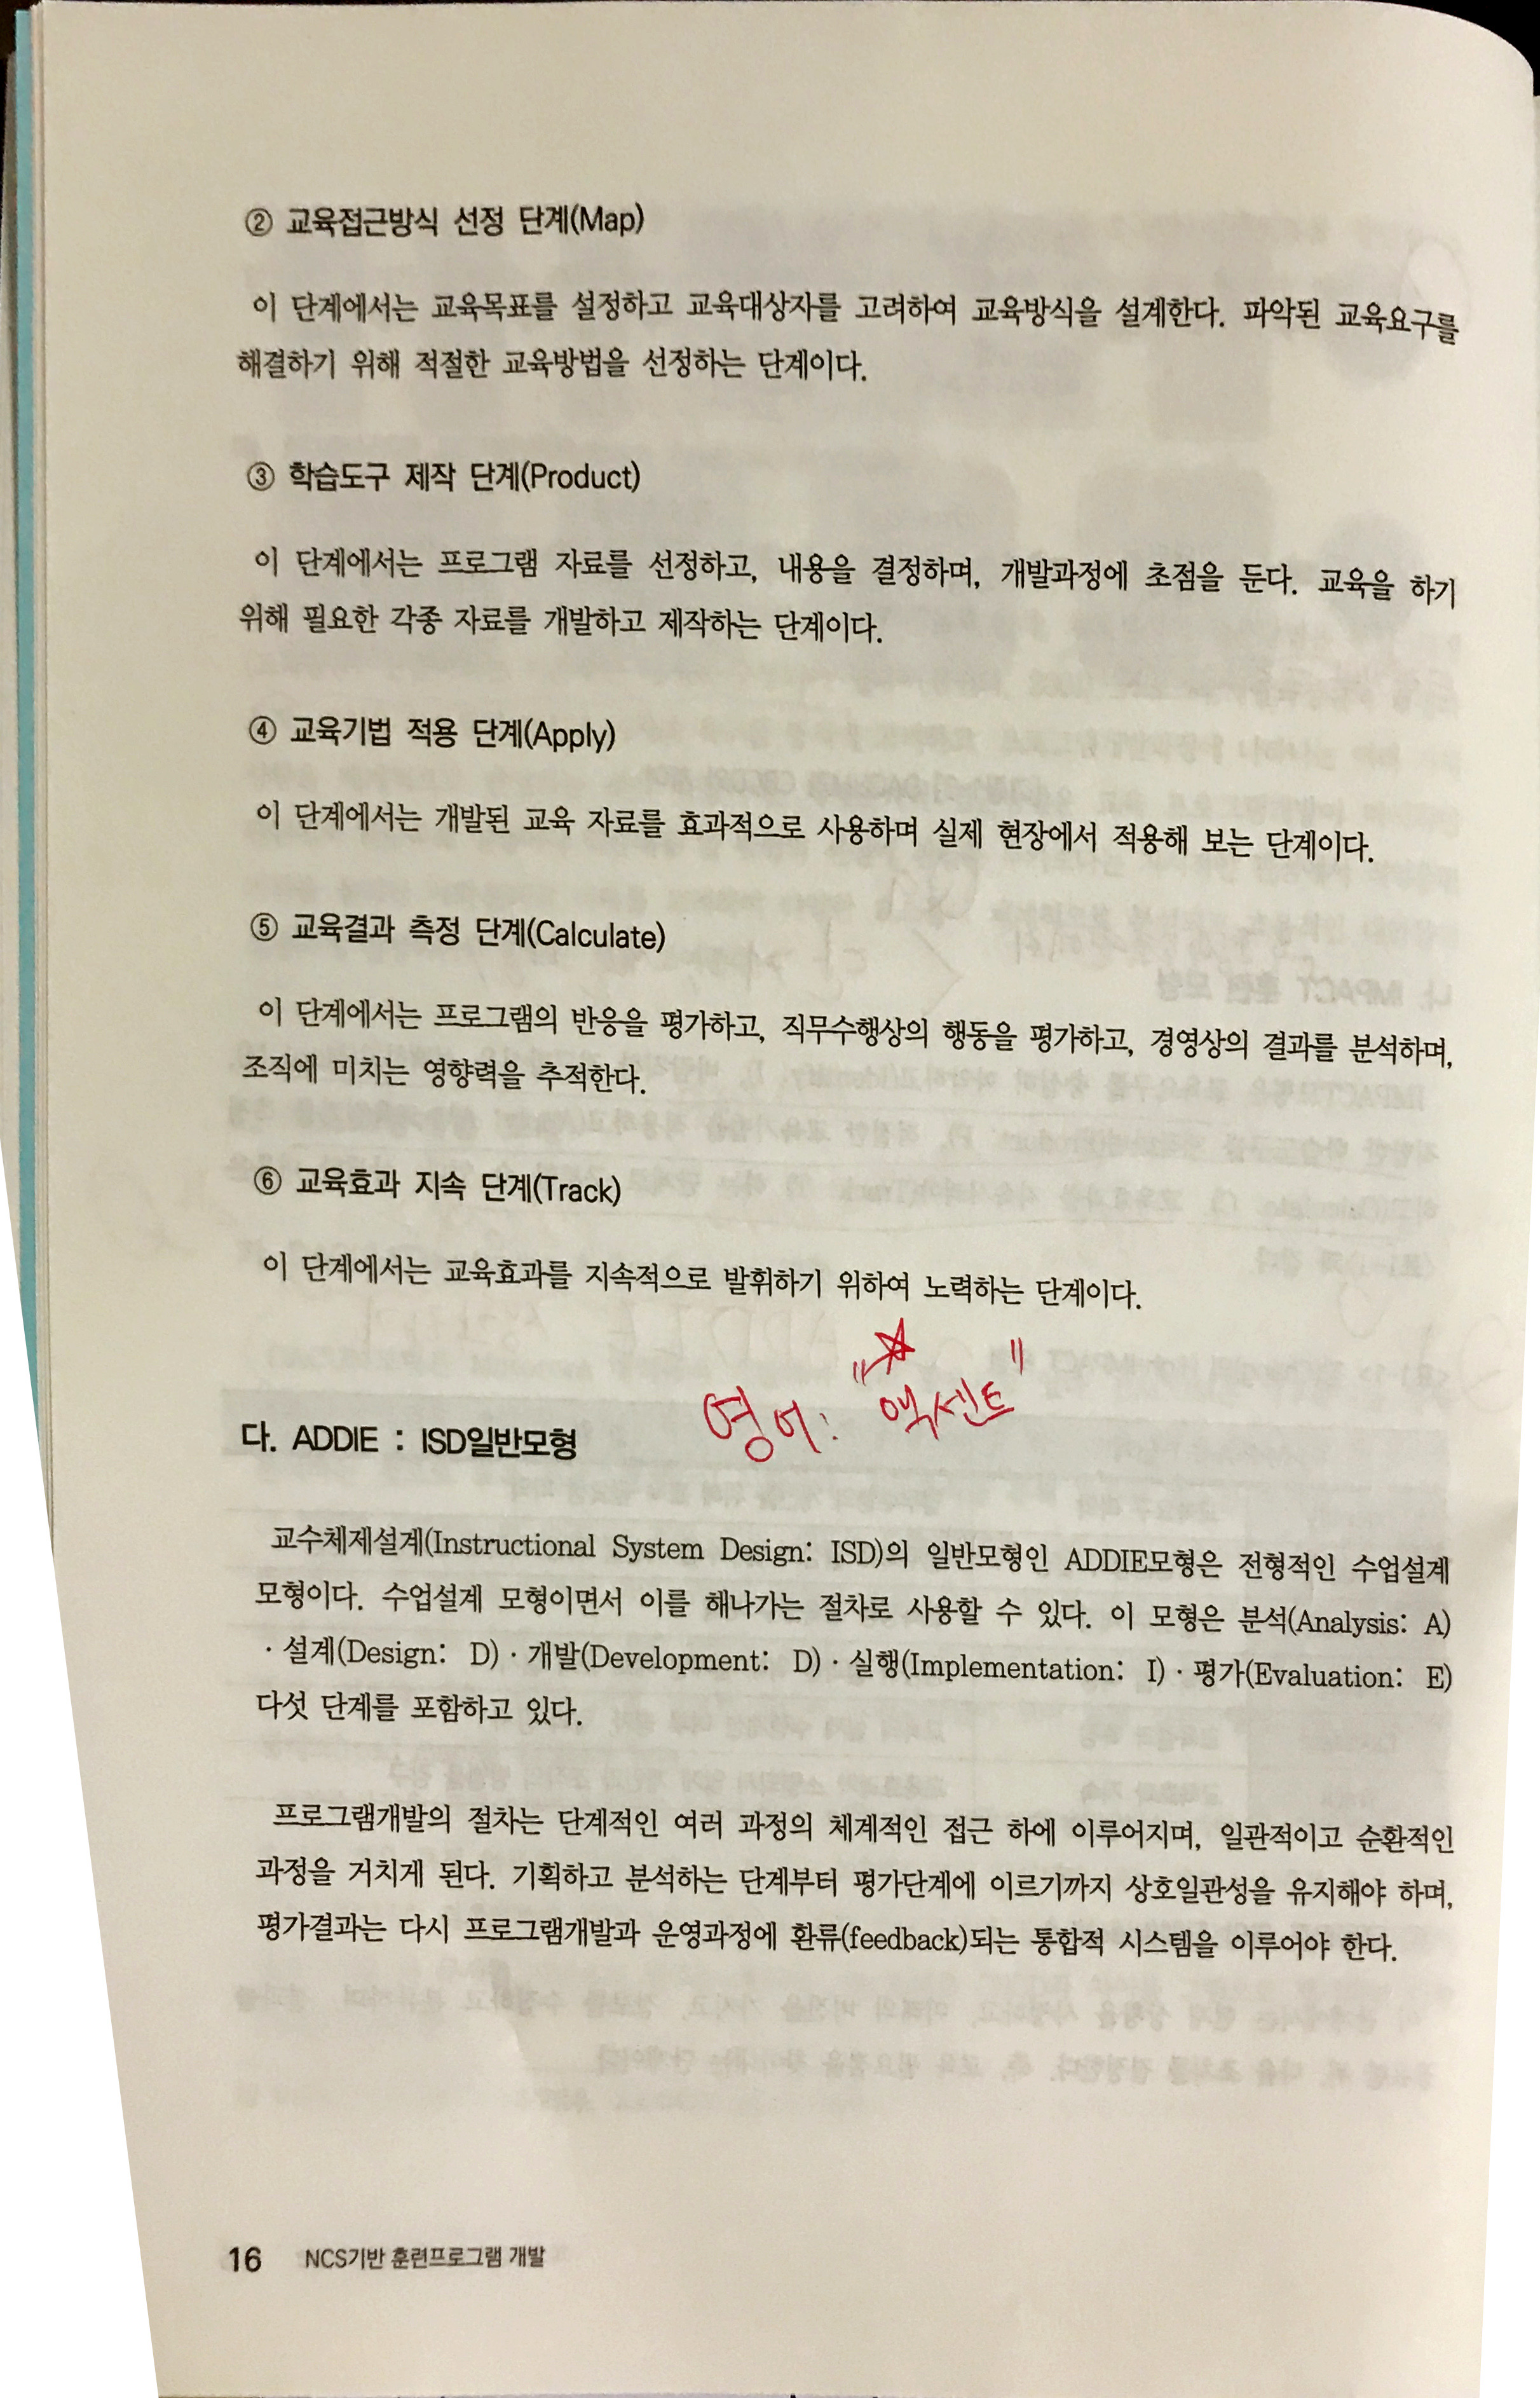 ② 교육접근방식 선정 단계(Map)
이 단계에서는 교육목표를 설정하고 교육대상자를 고려하여 교육방식을 설계한다. 파악된 교육요구를
해결하기 위해 적절한 교육방법을 선정하는 단계이다.
③ 학습도구 제작 단계(Product)
이 단계에서는 프로그램 자료를 선정하고, 내용을 결정하며, 개발과정에 초점을 둔다. 교육을 하기
위해 필요한 각종 자료를 개발하고 제작하는 단계이다.
④ 교육기법 적용 단계(Apply)
이 단계에서는 개발된 교육 자료를 효과적으로 사용하며 실제 현장에서 적용해 보는 단계이다.
⑤ 교육결과 측정 단계(Calculate)
이 단계에서는 프로그램의 반응을 평가하고, 직무수행상의 행동을 평가하고, 경영상의 결과를 분석하며,
조직에 미치는 영향력을 추적한다.
⑥ 교육효과 지속 단계(Track)
이 단계에서는 교육효과를 지속적으로 발휘하기 위하여 노력하는 단계이다.
영어: "액센트"
다. ADDIE : ISD일반모형
교수체제설계(Instructional System Design: ISD)의 일반모형인 ADDIE모형은 전형적인 수업설계
모형이다. 수업설계 모형이면서 이를 해나가는 절차로 사용할 수 있다. 이 모형은 분석(Analysis: A)
· 설계(Design: D) · 개발(Development: D) · 실행(Implementation: I) · 평가(Evaluation: E)
다섯 단계를 포함하고 있다.
프로그램개발의 절차는 단계적인 여러 과정의 체계적인 접근 하에 이루어지며, 일관적이고 순환적인
과정을 거치게 된다. 기획하고 분석하는 단계부터 평가단계에 이르기까지 상호일관성을 유지해야 하며,
평가결과는 다시 프로그램개발과 운영과정에 환류(feedback)되는 통합적 시스템을 이루어야 한다.
16 NCS기반 훈련프로그램 개발